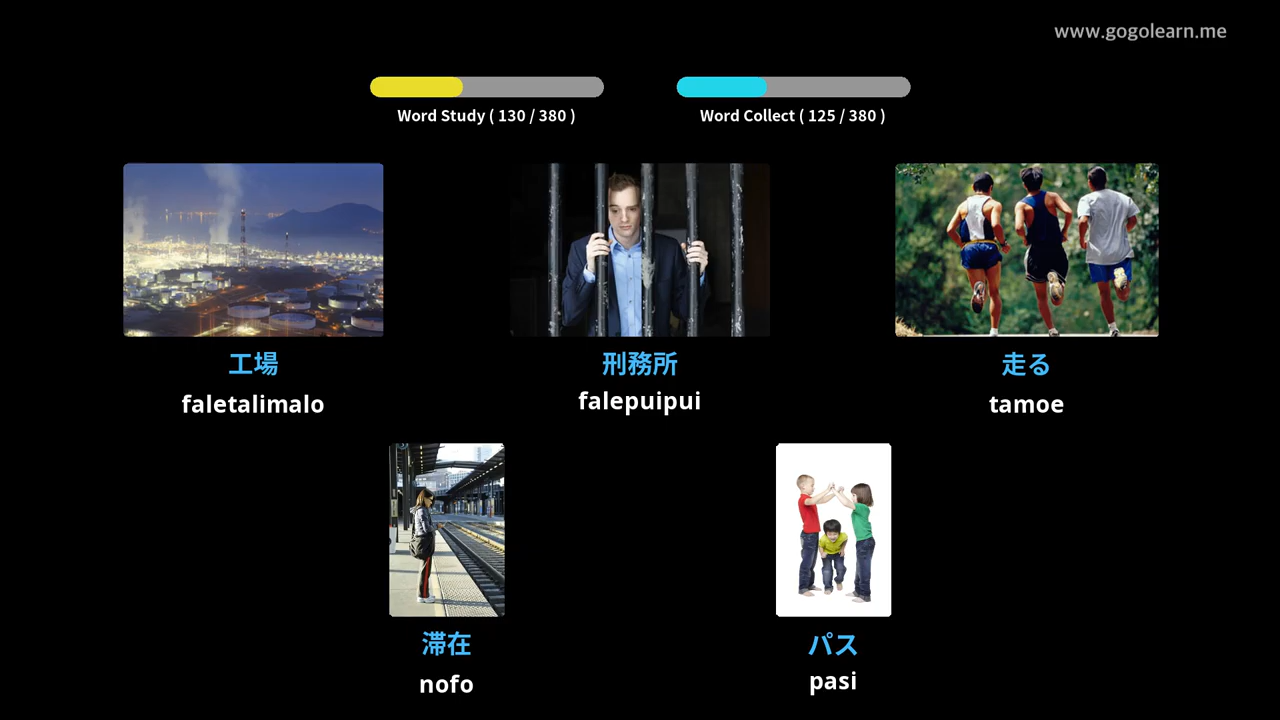 www.gogolearn.me
Word Study ( 130 / 380 )
Word Collect ( 125 / 380 )
工場
faletalimalo
刑務所
falepuipui
走る
tamoe
滞在
nofo
パス
pasi